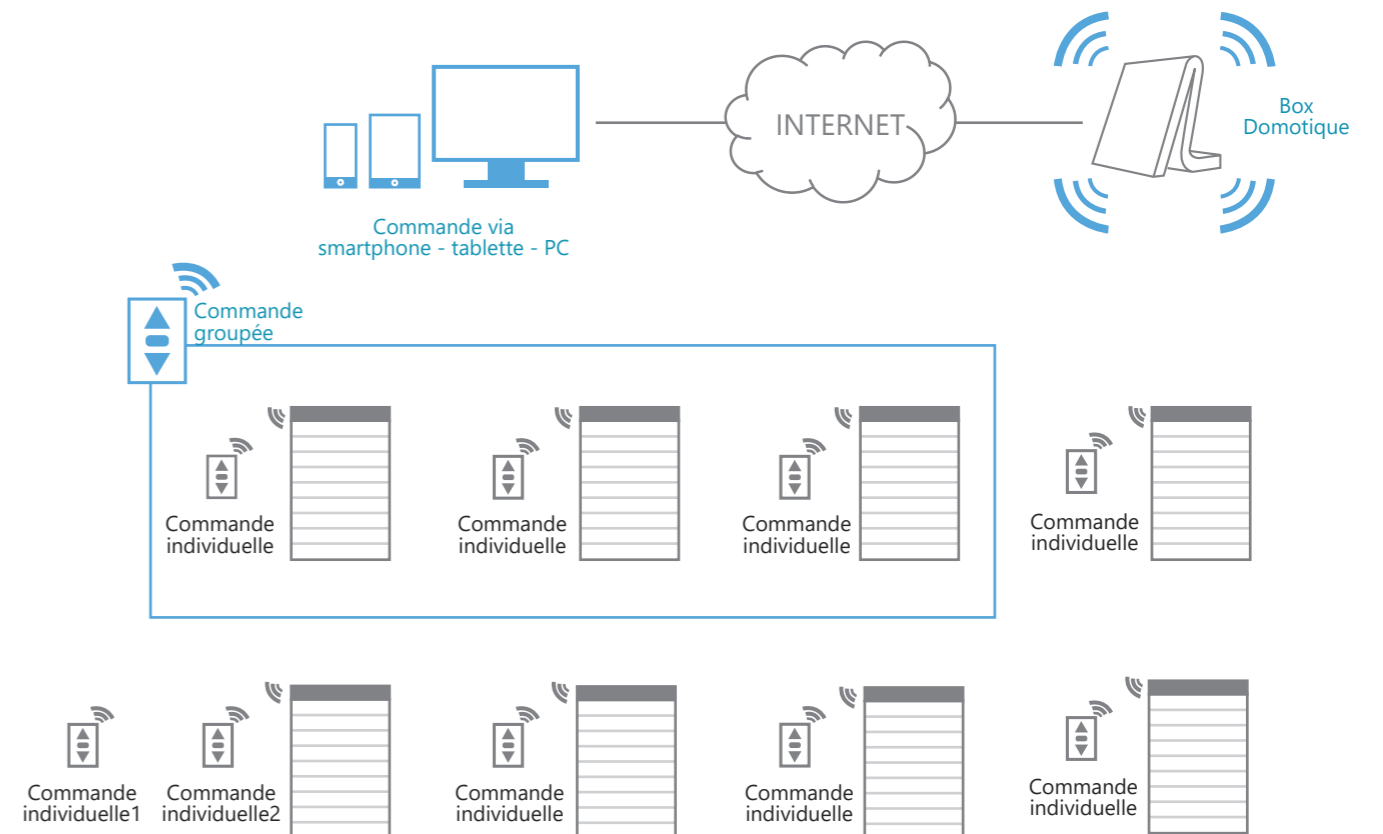 INTERNET
Box
Domotique
Commande via
smartphone - tablette - PC
Commande
groupée
Commande
individuelle
Commande
individuelle
Commande
individuelle
Commande
individuelle
Commande
individuelle1
Commande
individuelle2
Commande
individuelle
Commande
individuelle
Commande
individuelle